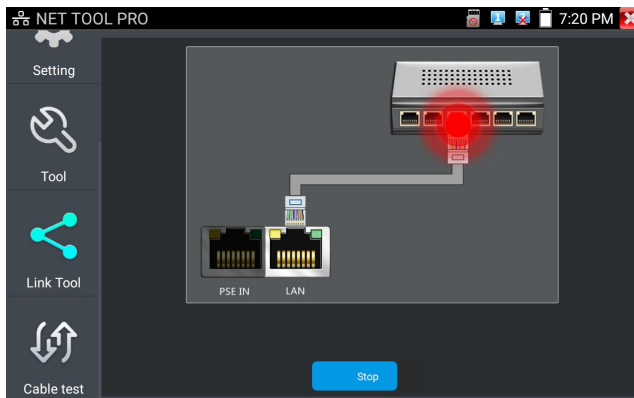 NET TOOL PRO
7:20 PM
Setting
Tool
Link Tool
Cable test
PSE IN
LAN
Stop